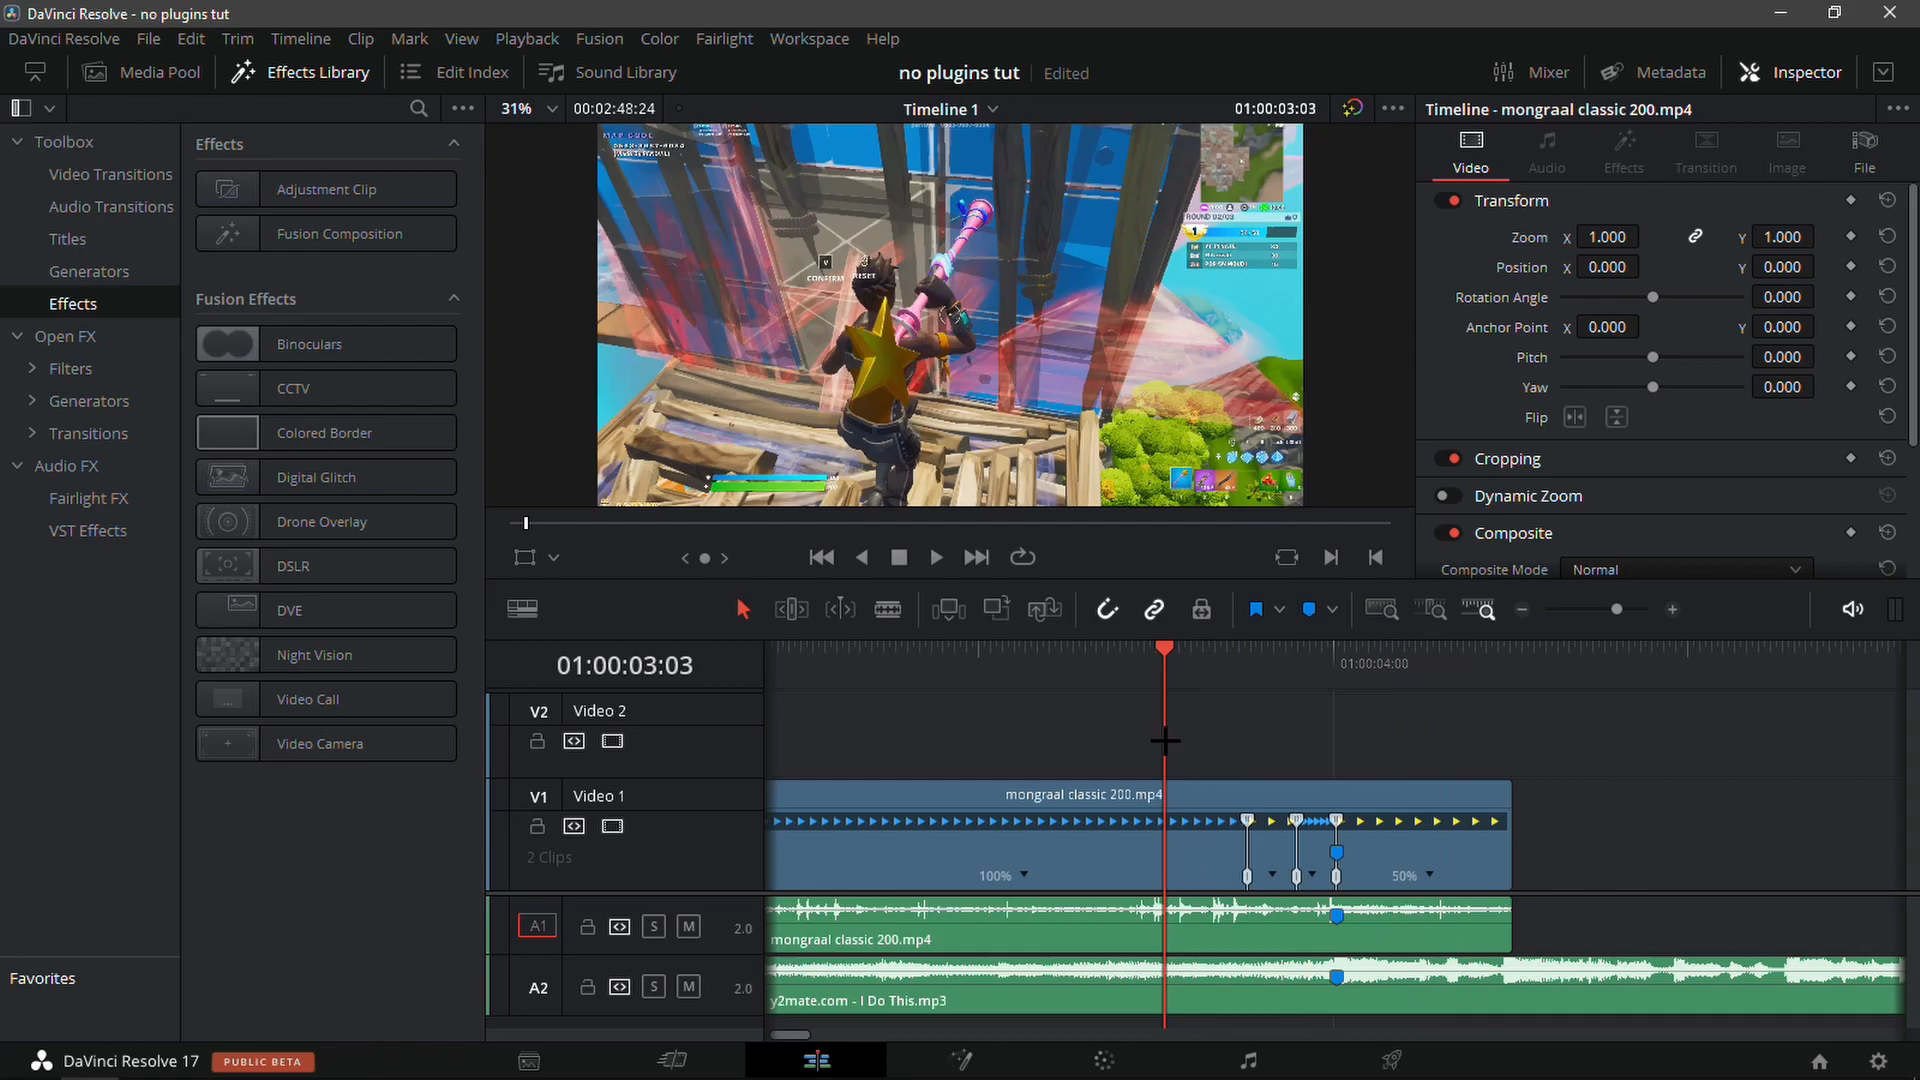 DaVinci Resolve - no plugins tut
DaVinci Resolve File Edit Trim Timeline Clip Mark View Playback Fusion Color Fairlight Workspace Help
Media Pool Effects Library Edit Index Sound Library no plugins tut Edited Mixer Metadata Inspector
31% 00:02:48:24 Timeline 1 01:00:03:03 Timeline - mongraal classic 200.mp4
Toolbox
Video Transitions
Audio Transitions
Titles
Generators
Effects
Open FX
Filters
Generators
Transitions
Audio FX
Fairlight FX
VST Effects
Favorites
Effects
Adjustment Clip
Fusion Composition
Fusion Effects
Binoculars
CCTV
Colored Border
Digital Glitch
Drone Overlay
DSLR
DVE
Night Vision
Video Call
Video Camera
MAP CODE
CONFIRM
RESET
ROUND 02/03
1
Video Audio Effects Transition Image File
Transform
Zoom X 1.000 Y 1.000
Position X 0.000 Y 0.000
Rotation Angle 0.000
Anchor Point X 0.000 Y 0.000
Pitch 0.000
Yaw 0.000
Flip
Cropping
Dynamic Zoom
Composite
Composite Mode Normal
01:00:03:03
01:00:04:00
V2 Video 2
V1 Video 1
2 Clips
mongraal classic 200.mp4
100%
50%
A1 S M 2.0
mongraal classic 200.mp4
A2 S M 2.0
y2mate.com - I Do This.mp3
DaVinci Resolve 17 PUBLIC BETA